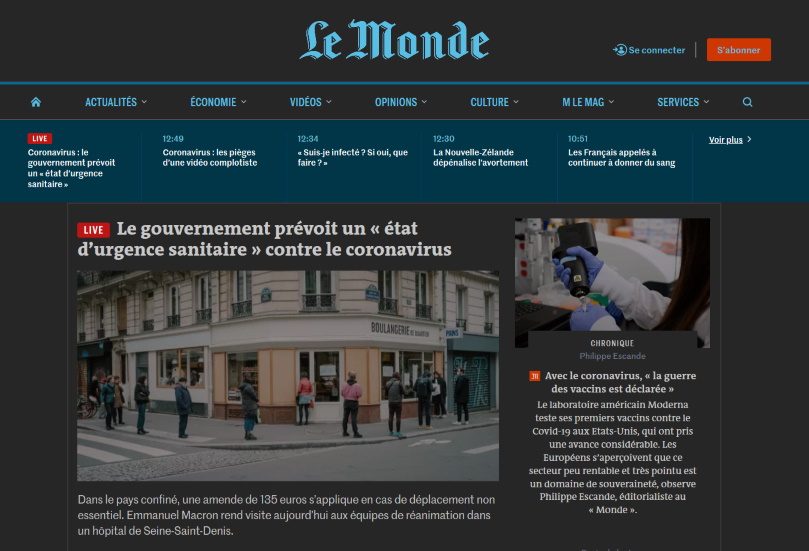 Le Monde
Se connecter
S'abonner
ACTUALITÉS
ÉCONOMIE
VIDÉOS
OPINIONS
CULTURE
M LE MAG
SERVICES
LIVE
Coronavirus : le
gouvernement prévoit
un « état d'urgence
sanitaire »
12:49
Coronavirus : les pièges
d'une vidéo complotiste
12:34
« Suis-je infecté ? Si oui, que
faire ? »
12:30
La Nouvelle-Zélande
dépénalise l'avortement
10:51
Les Français appelés à
continuer à donner du sang
Voir plus
LIVE Le gouvernement prévoit un « état
d'urgence sanitaire » contre le coronavirus
BOULANGERIE
Dans le pays confiné, une amende de 135 euros s'applique en cas de déplacement non
essentiel. Emmanuel Macron rend visite aujourd'hui aux équipes de réanimation dans
un hôpital de Seine-Saint-Denis.
CHRONIQUE
Philippe Escande
Avec le coronavirus, « la guerre
des vaccins est déclarée »
Le laboratoire américain Moderna
teste ses premiers vaccins contre le
Covid-19 aux Etats-Unis, qui ont pris
une avance considérable. Les
Européens s'aperçoivent que ce
secteur peu rentable et très pointu est
un domaine de souveraineté, observe
Philippe Escande, éditorialiste au
« Monde ».